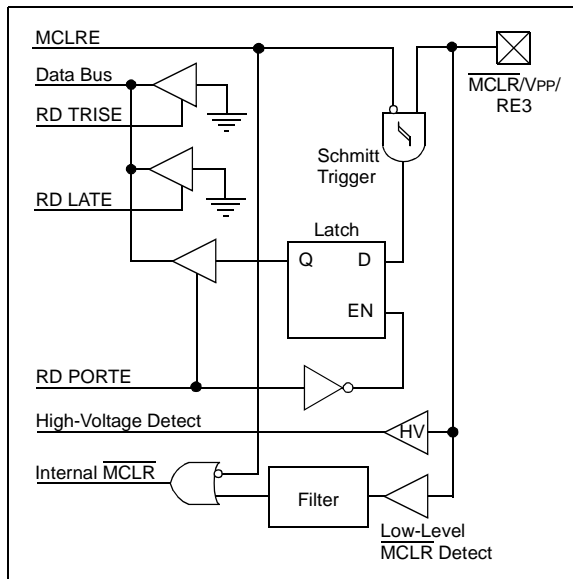 MCLRE
Data Bus
RD TRISE
MCLR/VPP/
RE3
Schmitt
Trigger
RD LATE
Latch
Q D
EN
RD PORTE
High-Voltage Detect
HV
Internal MCLR
Filter
Low-Level
MCLR Detect